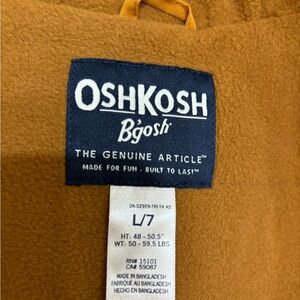 OSHKOSH
B'gosh
THE GENUINE ARTICLE™
MADE FOR FUN · BUILT TO LAST™
L/7
HT: 48 - 50.5"
WT: 50 - 59.5 LBS
RN# 15101
CA# 59087
MADE IN BANGLADESH
FABRIQUÉ AU BANGLADESH
HECHO EN BANGLADESH